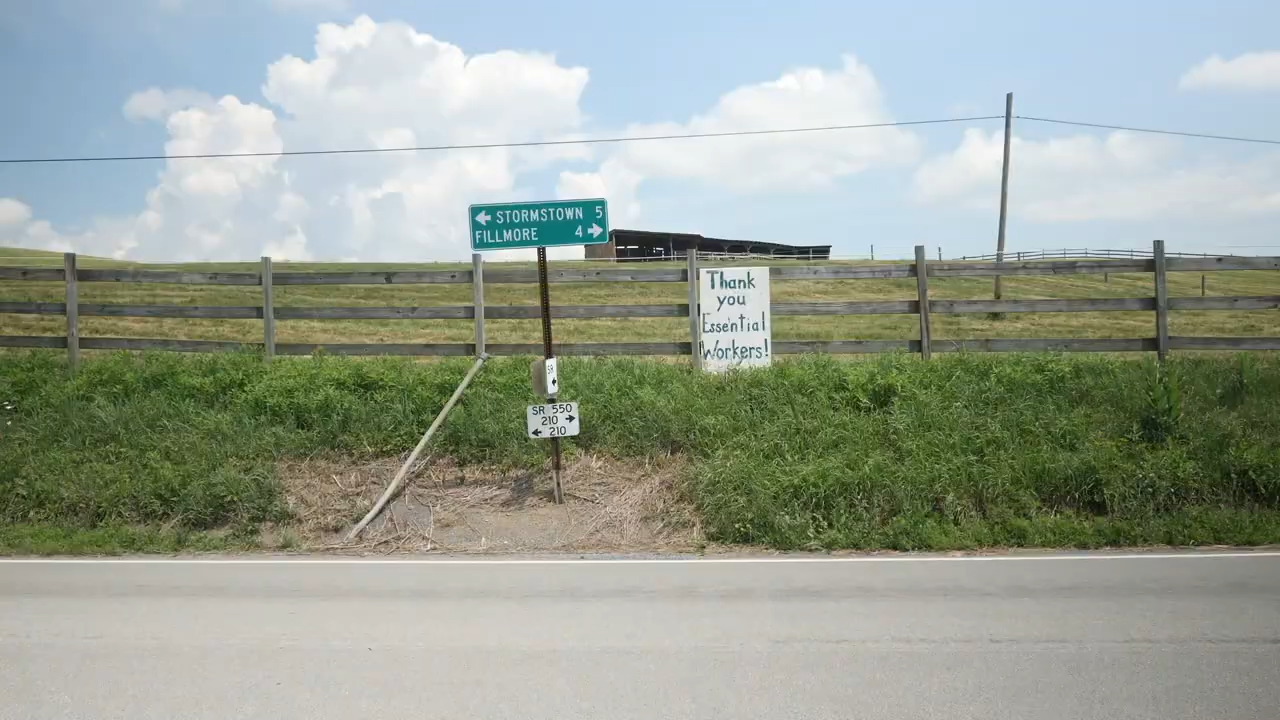 ← STORMSTOWN 5
FILLMORE 4 →
Thank
you
Essential
Workers!
SR
SR 550
210 →
← 210